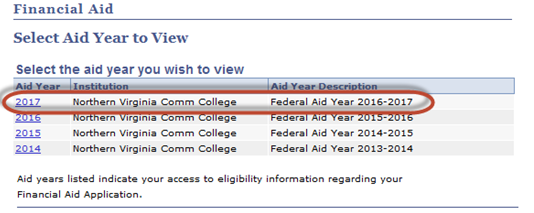 Financial Aid
Select Aid Year to View
Select the aid year you wish to view
Aid Year Institution Aid Year Description
2017 Northern Virginia Comm College Federal Aid Year 2016-2017
2016 Northern Virginia Comm College Federal Aid Year 2015-2016
2015 Northern Virginia Comm College Federal Aid Year 2014-2015
2014 Northern Virginia Comm College Federal Aid Year 2013-2014
Aid years listed indicate your access to eligibility information regarding your
Financial Aid Application.